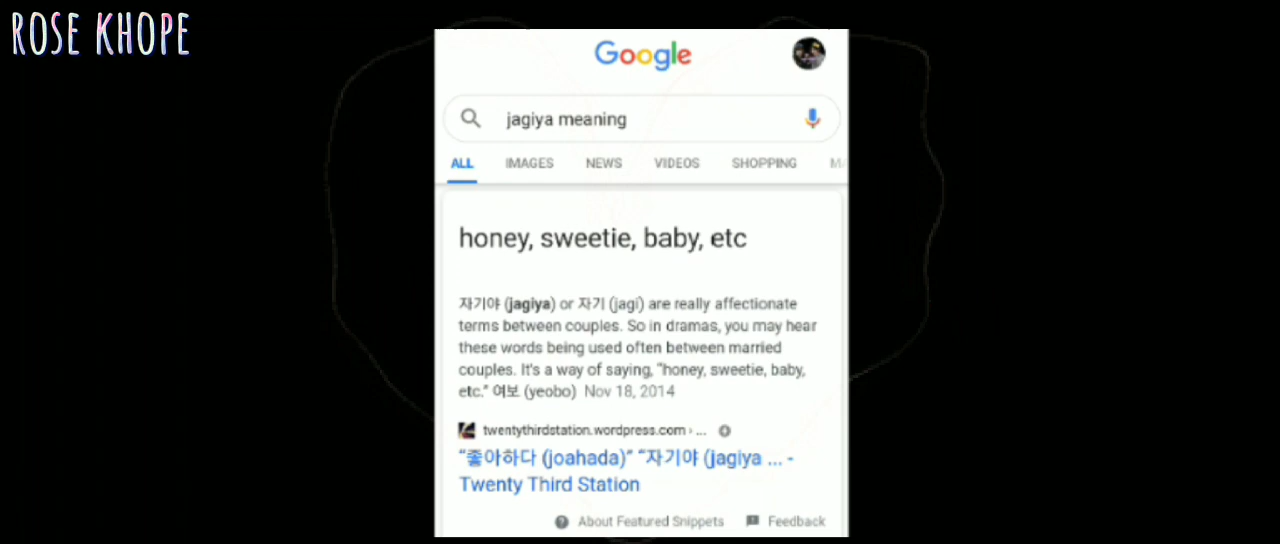 ROSE KHOPE
Google
jagiya meaning
ALL IMAGES NEWS VIDEOS SHOPPING
honey, sweetie, baby, etc
자기야 (jagiya) or 자기 (jagi) are really affectionate
terms between couples. So in dramas, you may hear
these words being used often between married
couples. It's a way of saying, "honey, sweetie, baby,
etc." 여보 (yeobo) Nov 18, 2014
twentythirdstation.wordpress.com › ...
"좋아하다 (joahada)" "자기야 (jagiya ... -
Twenty Third Station
About Featured Snippets Feedback